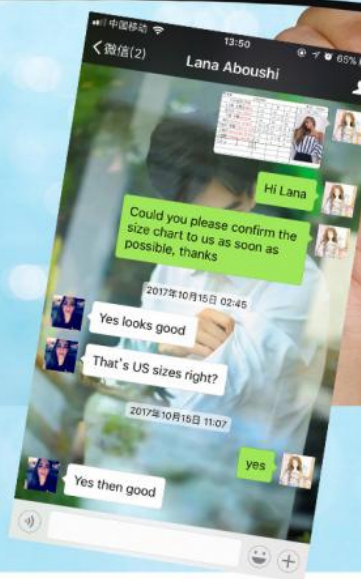 中国移动
13:50
65%
微信(2)
Lana Aboushi
Hi Lana
Could you please confirm the
size chart to us as soon as
possible, thanks
2017年10月15日 02:45
Yes looks good
That's US sizes right?
2017年10月15日 11:07
yes
Yes then good